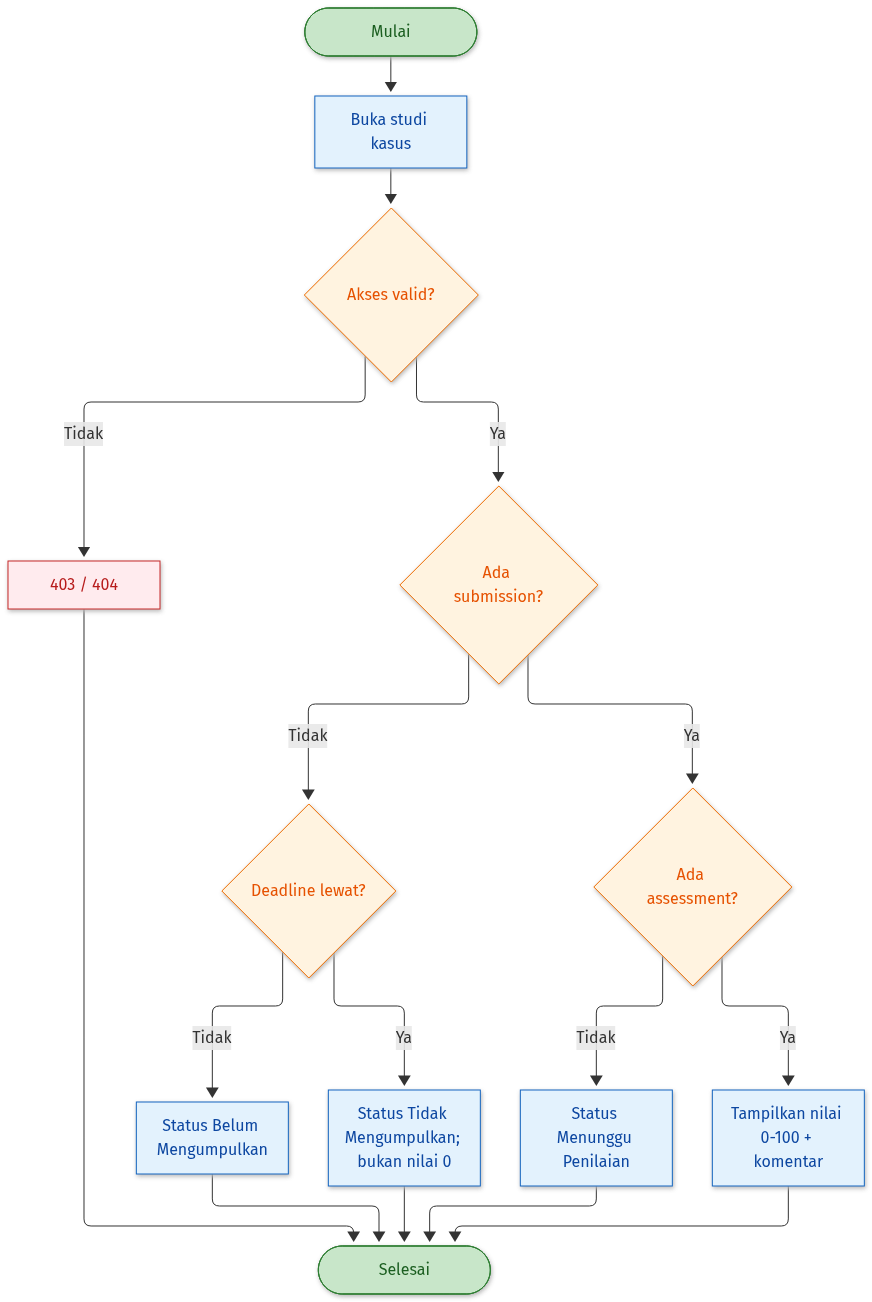 Mulai
Buka studi
kasus
Akses valid?
Tidak
Ya
403 / 404
Ada
submission?
Tidak
Ya
Deadline lewat?
Ada
assessment?
Tidak
Ya
Tidak
Ya
Status Belum
Mengumpulkan
Status Tidak
Mengumpulkan;
bukan nilai 0
Status
Menunggu
Penilaian
Tampilkan nilai
0-100 +
komentar
Selesai